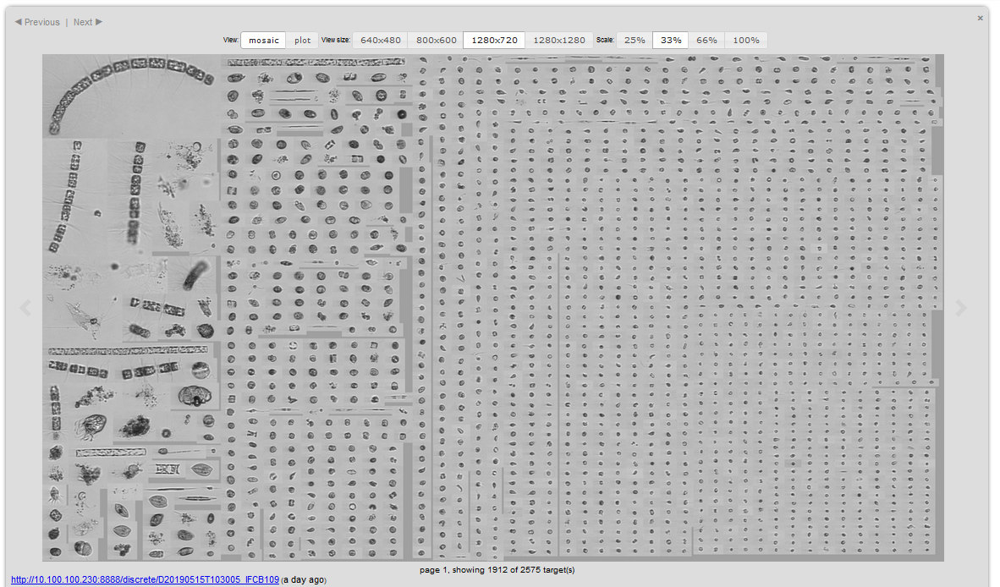 ◀ Previous | Next ▶
×
View: mosaic plot View size: 640x480 800x600 1280x720 1280x1280 Scale: 25% 33% 66% 100%
page 1, showing 1912 of 2575 target(s)
http://10.100.100.230:8888/discrete/D20190515T103005_IFCB109 (a day ago)